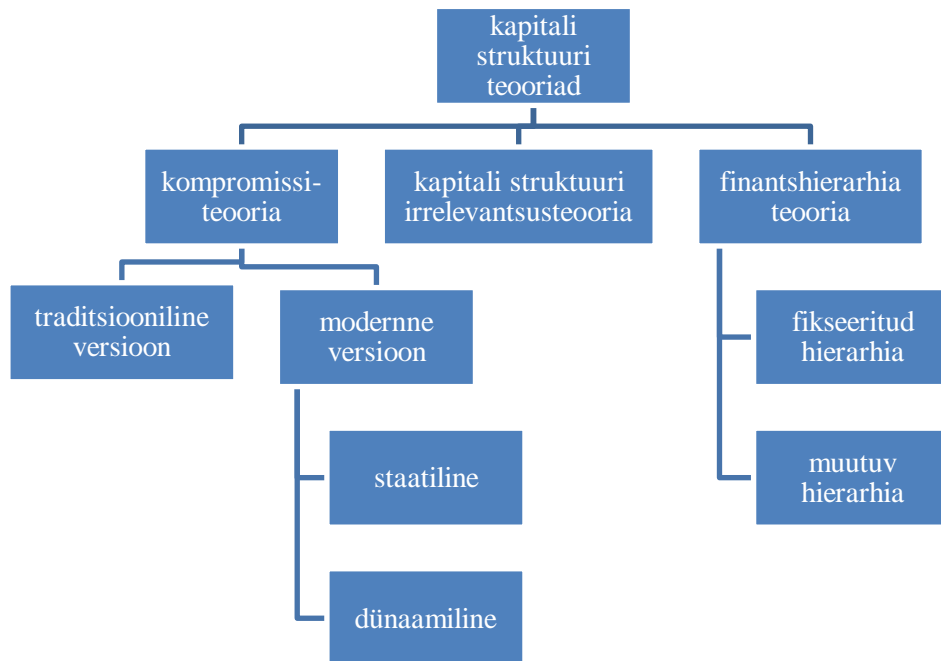 kapitali
struktuuri
teooriad
kompromissi-
teooria
kapitali struktuuri
irrelevantsusteooria
finantshierarhia
teooria
traditsiooniline
versioon
modernne
versioon
fikseeritud
hierarhia
staatiline
muutuv
hierarhia
dünaamiline